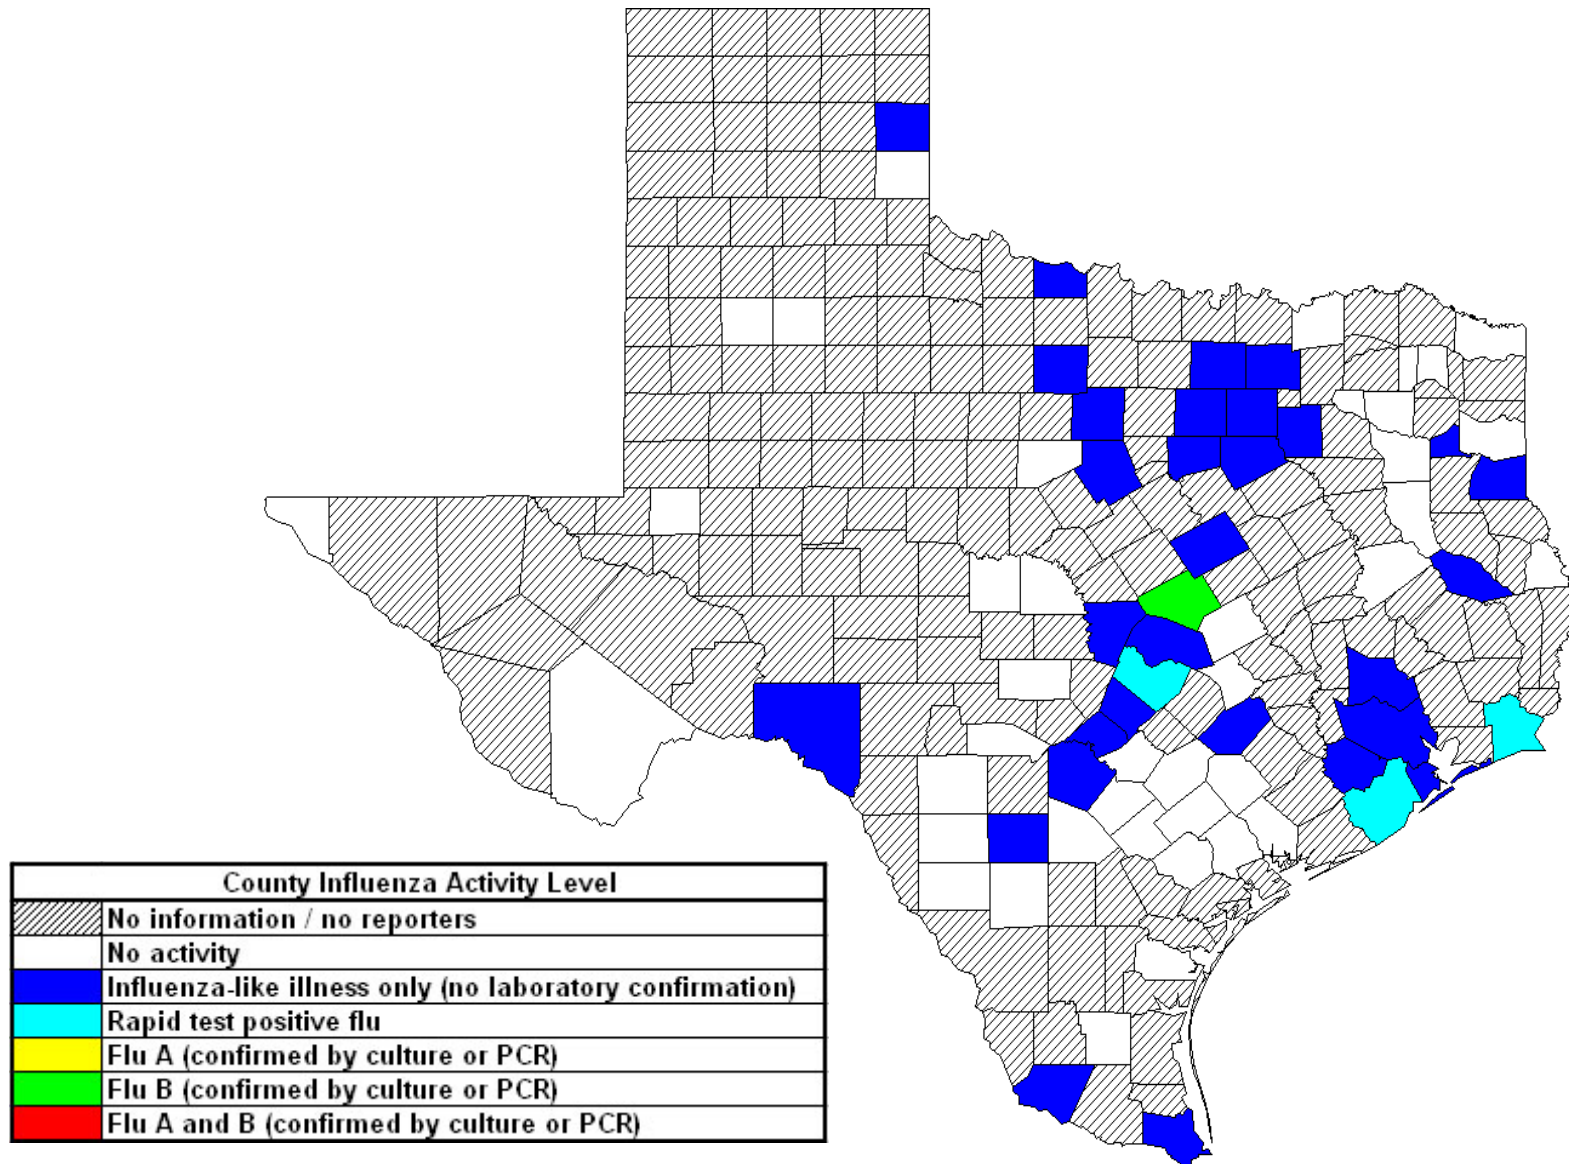 County Influenza Activity Level
No information / no reporters
No activity
Influenza-like illness only (no laboratory confirmation)
Rapid test positive flu
Flu A (confirmed by culture or PCR)
Flu B (confirmed by culture or PCR)
Flu A and B (confirmed by culture or PCR)